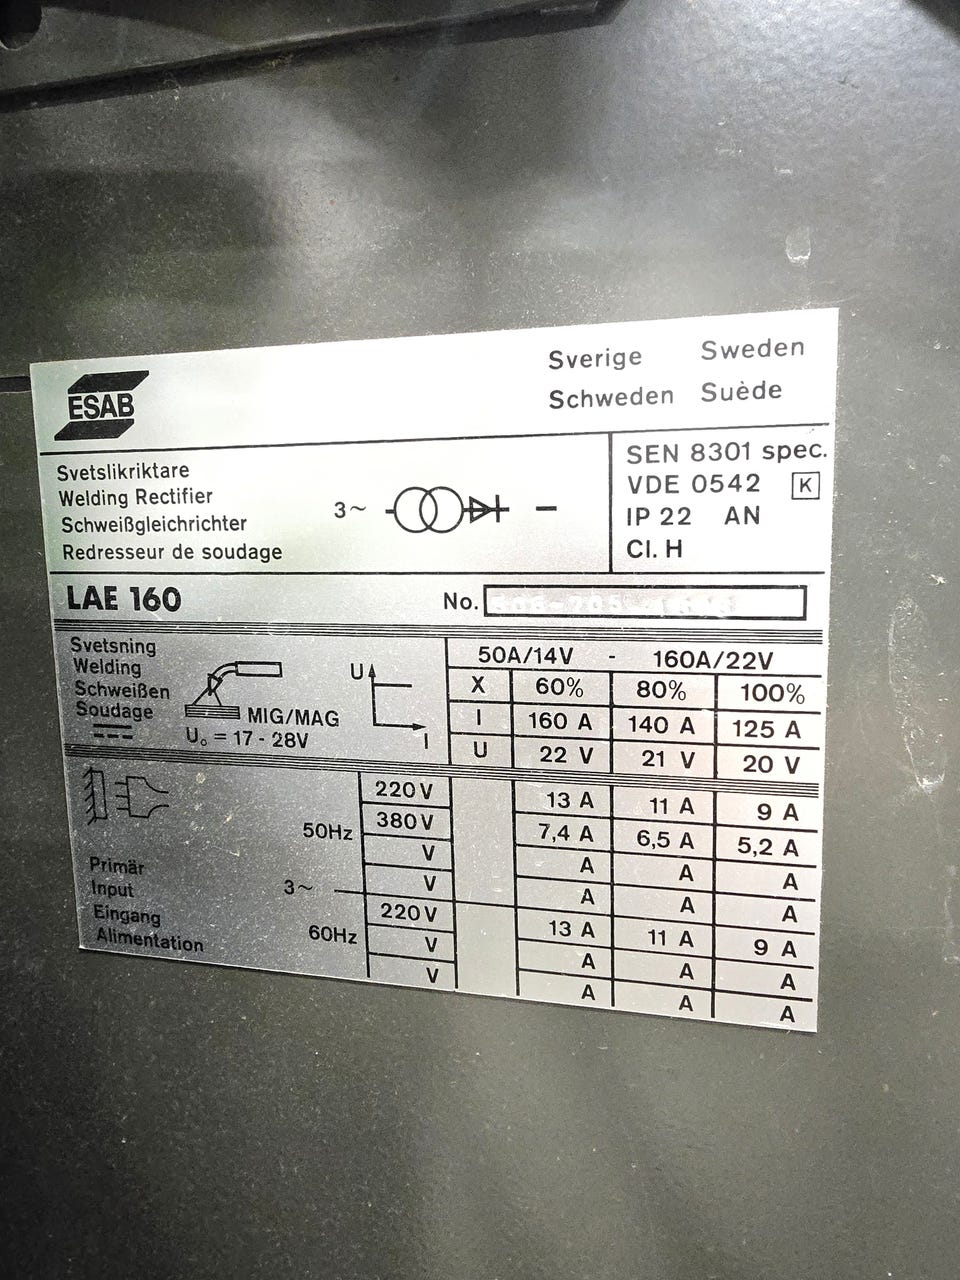 ESAB
Sverige Sweden
Schweden Suède
Svetslikriktare
Welding Rectifier
Schweißgleichrichter
Redresseur de soudage
3~
SEN 8301 spec.
VDE 0542 K
IP 22 AN
Cl. H
LAE 160 No.
Svetsning
Welding
Schweißen
Soudage
MIG/MAG
U₀ = 17 - 28V
U
I
50A/14V - 160A/22V
X 60% 80% 100%
I 160 A 140 A 125 A
U 22 V 21 V 20 V
Primär
Input
Eingang
Alimentation
3~
50Hz
220 V 13 A 11 A 9 A
380 V 7,4 A 6,5 A 5,2 A
V A A A
V A A A
60Hz
220 V 13 A 11 A 9 A
V A A A
V A A A